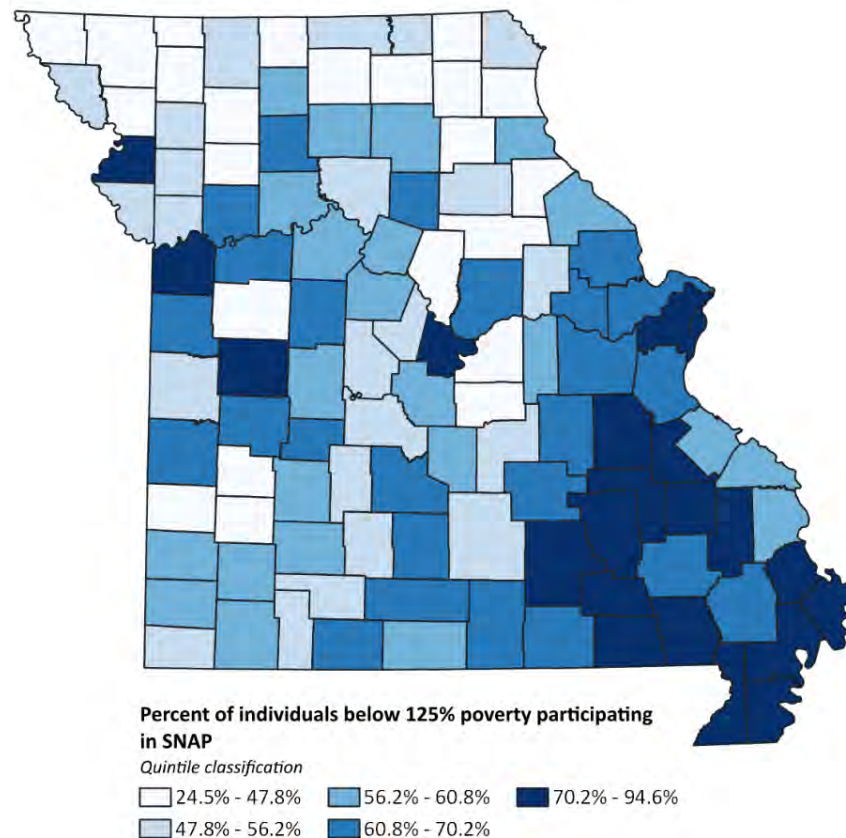 Percent of individuals below 125% poverty participating
in SNAP
Quintile classification
24.5% - 47.8% 56.2% - 60.8% 70.2% - 94.6%
47.8% - 56.2% 60.8% - 70.2%